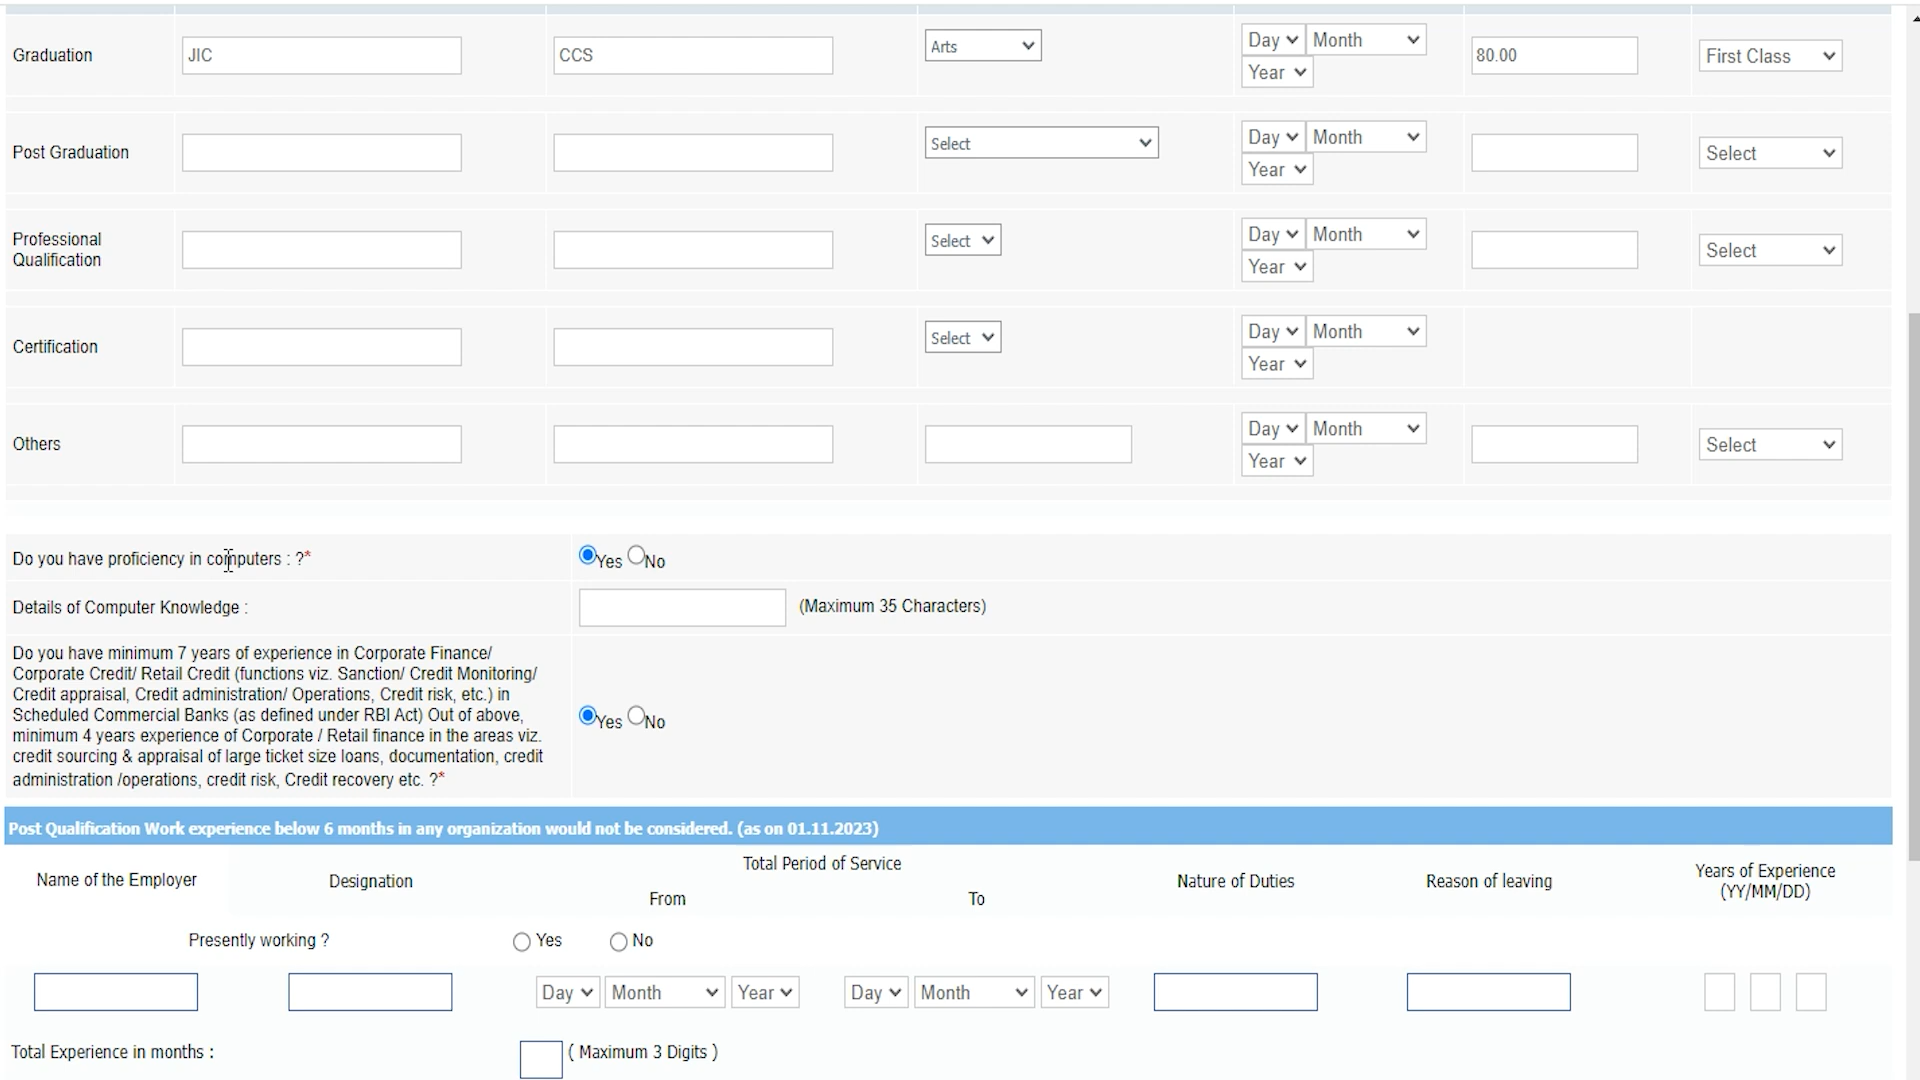 Graduation JIC CCS Arts Day Month 80.00 First Class
Year
Post Graduation Select Day Month Select
Year
Professional Qualification Select Day Month Select
Year
Certification Select Day Month
Year
Others Day Month Select
Year
Do you have proficiency in computers : ?* Yes No
Details of Computer Knowledge : (Maximum 35 Characters)
Do you have minimum 7 years of experience in Corporate Finance/
Corporate Credit/ Retail Credit (functions viz. Sanction/ Credit Monitoring/
Credit appraisal, Credit administration/ Operations, Credit risk, etc.) in
Scheduled Commercial Banks (as defined under RBI Act) Out of above,
minimum 4 years experience of Corporate / Retail finance in the areas viz.
credit sourcing & appraisal of large ticket size loans, documentation, credit
administration /operations, credit risk, Credit recovery etc. ?*
Yes No
Post Qualification Work experience below 6 months in any organization would not be considered. (as on 01.11.2023)
Name of the Employer Designation Total Period of Service Nature of Duties Reason of leaving Years of Experience
From To (YY/MM/DD)
Presently working ? Yes No
Day Month Year Day Month Year
Total Experience in months : ( Maximum 3 Digits )